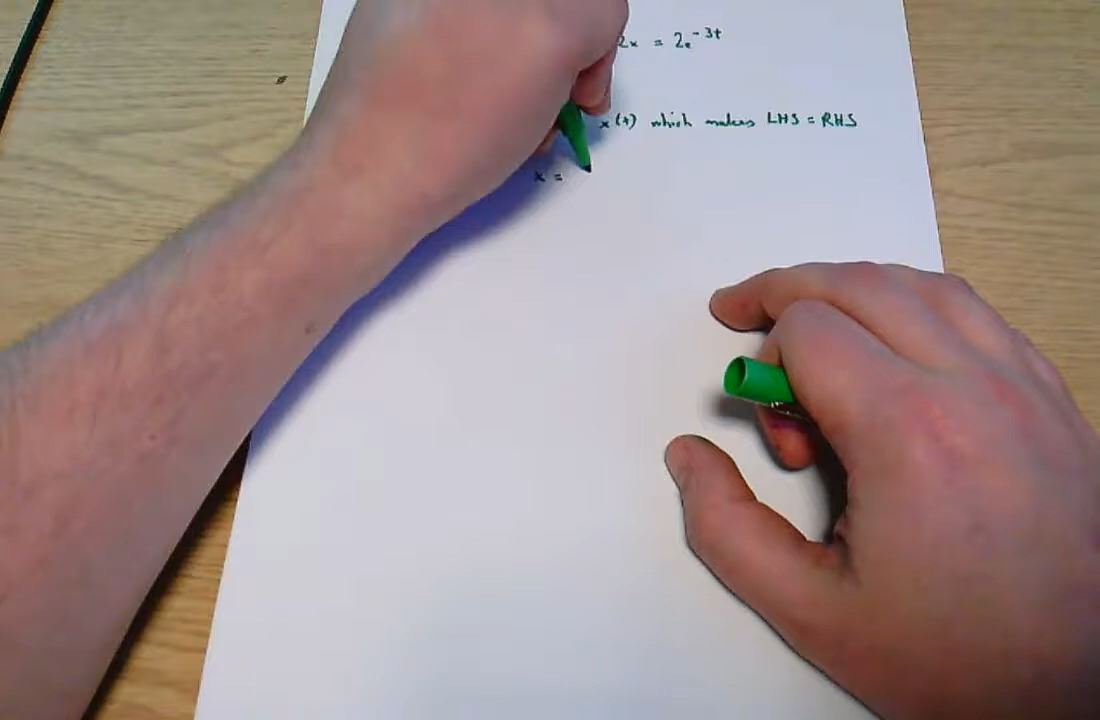 2x = 2e^-3t
x(t) which makes LHS = RHS
x =